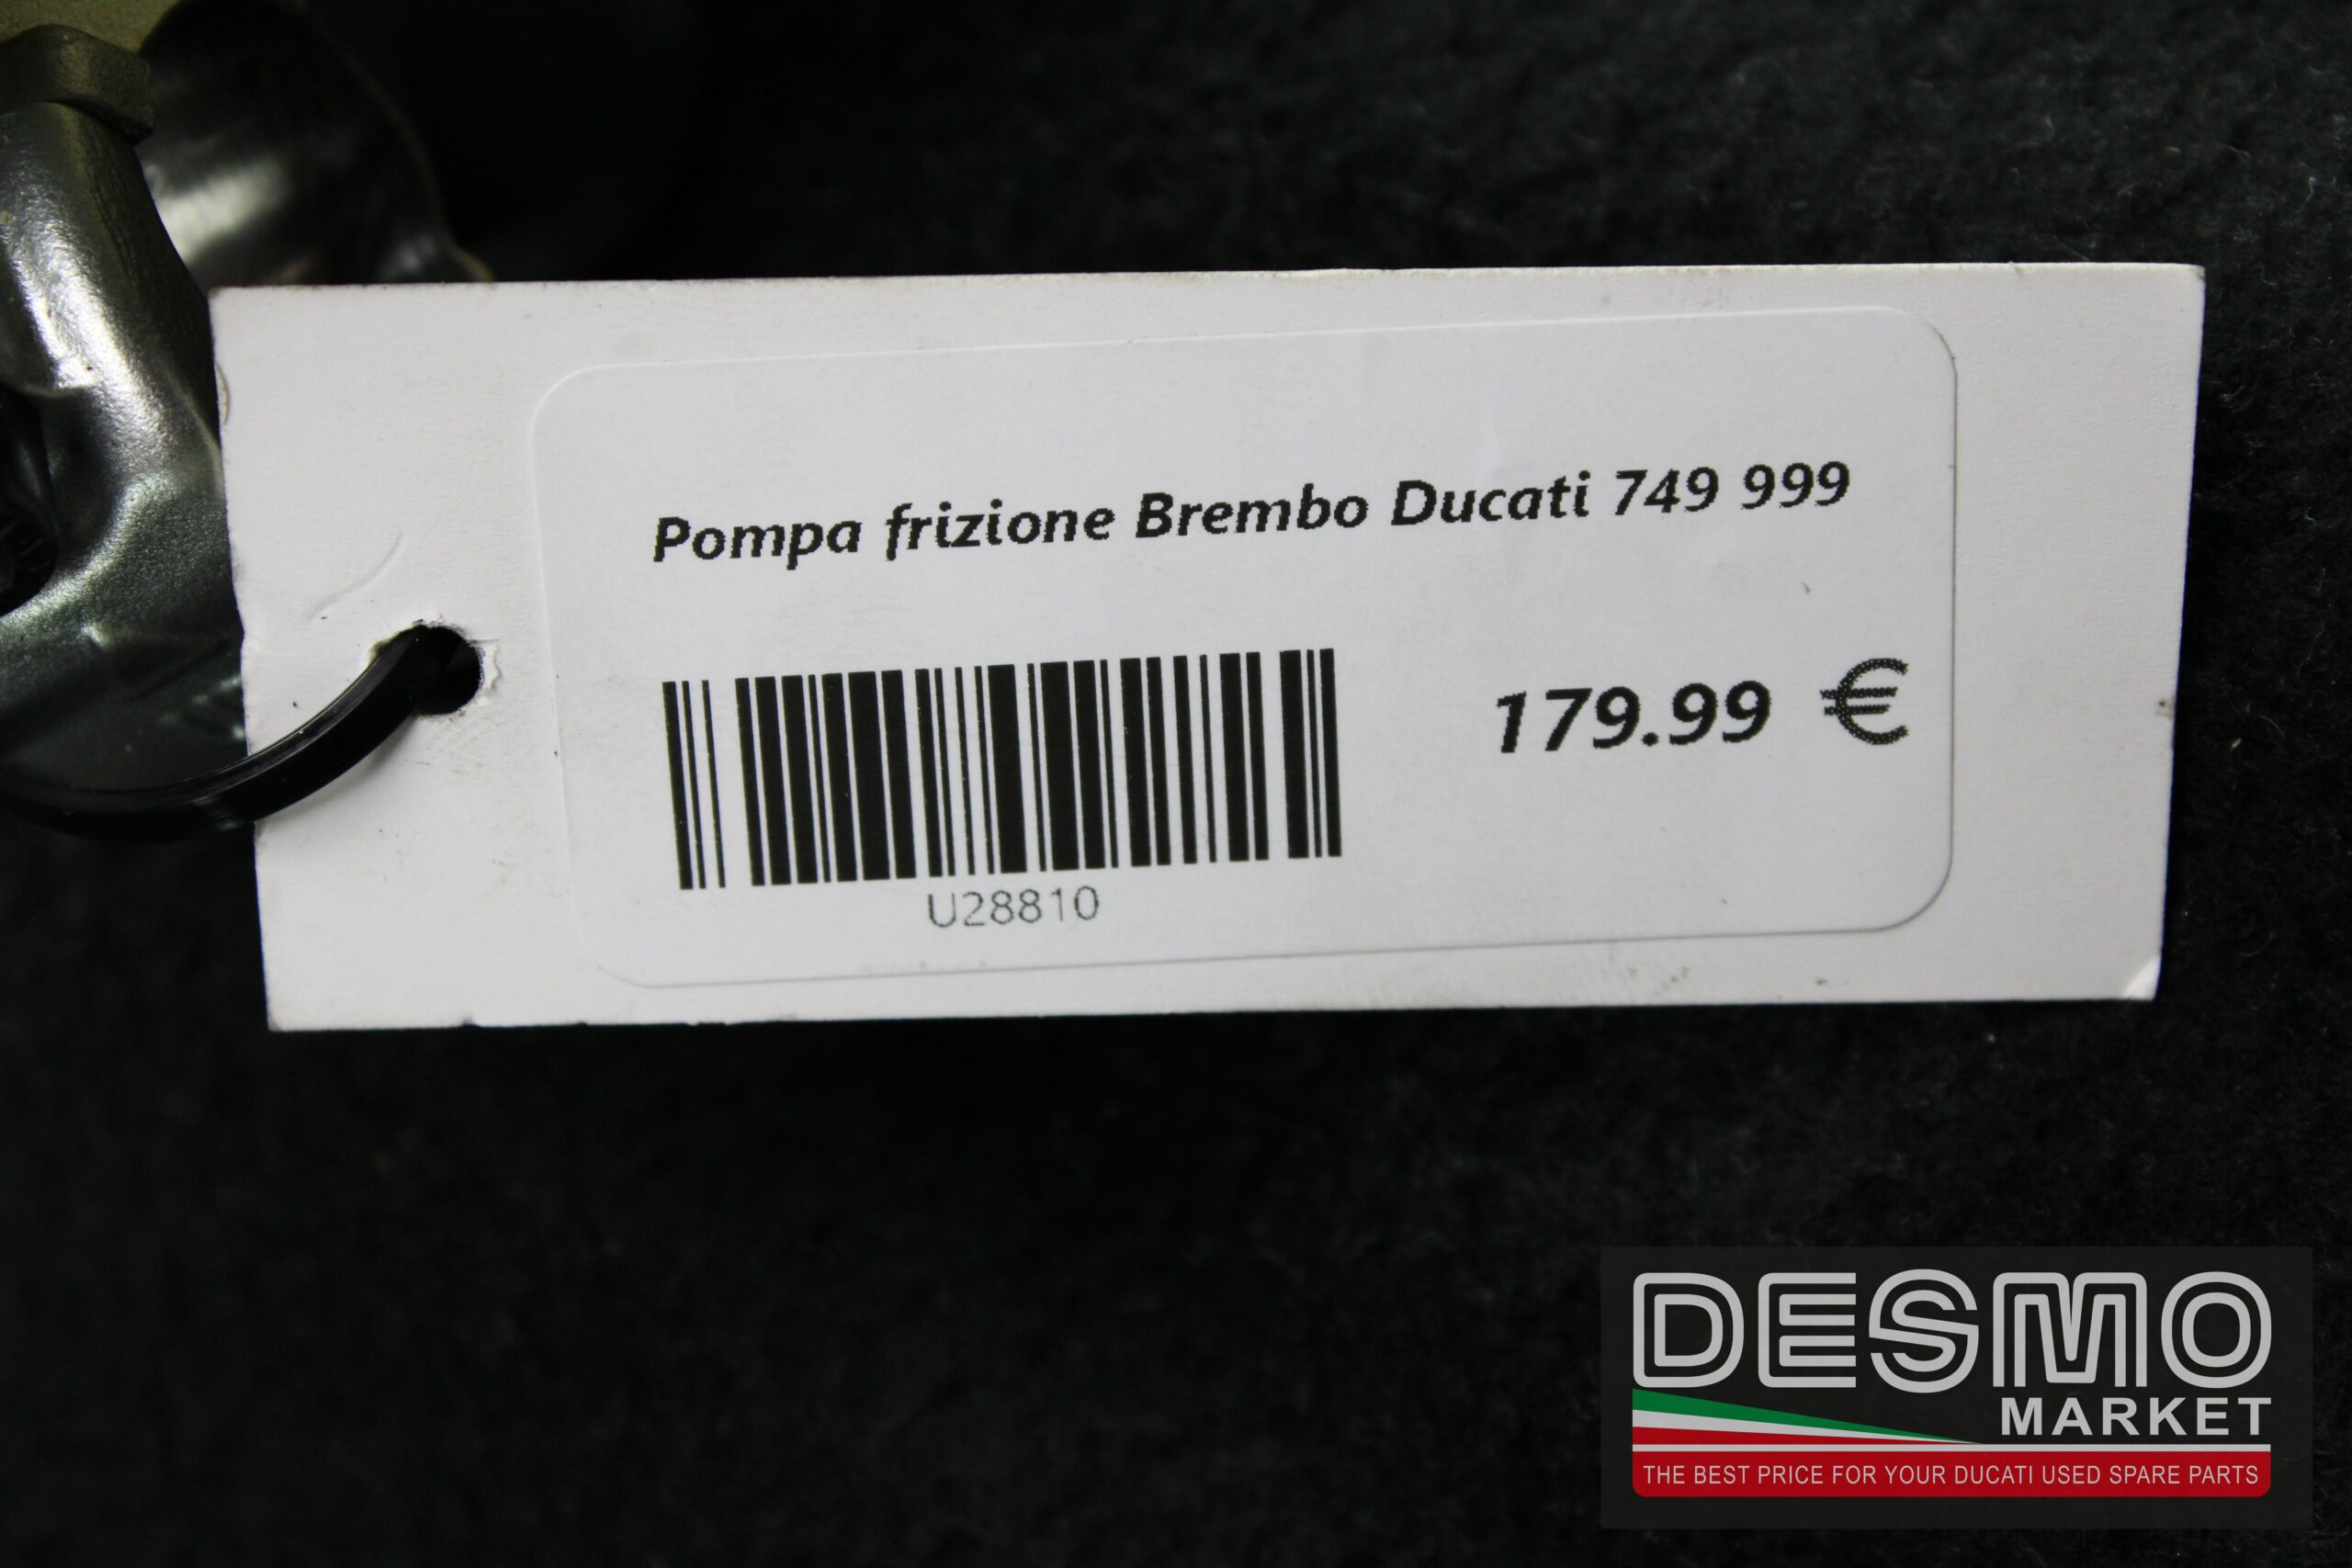 Pompa frizione Brembo Ducati 749 999
179.99 €
U28810
DESMO
MARKET
THE BEST PRICE FOR YOUR DUCATI USED SPARE PARTS